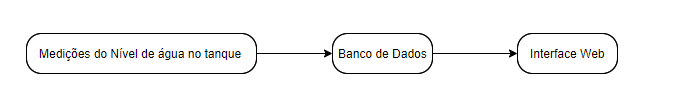 Medições do Nível de água no tanque
Banco de Dados
Interface Web